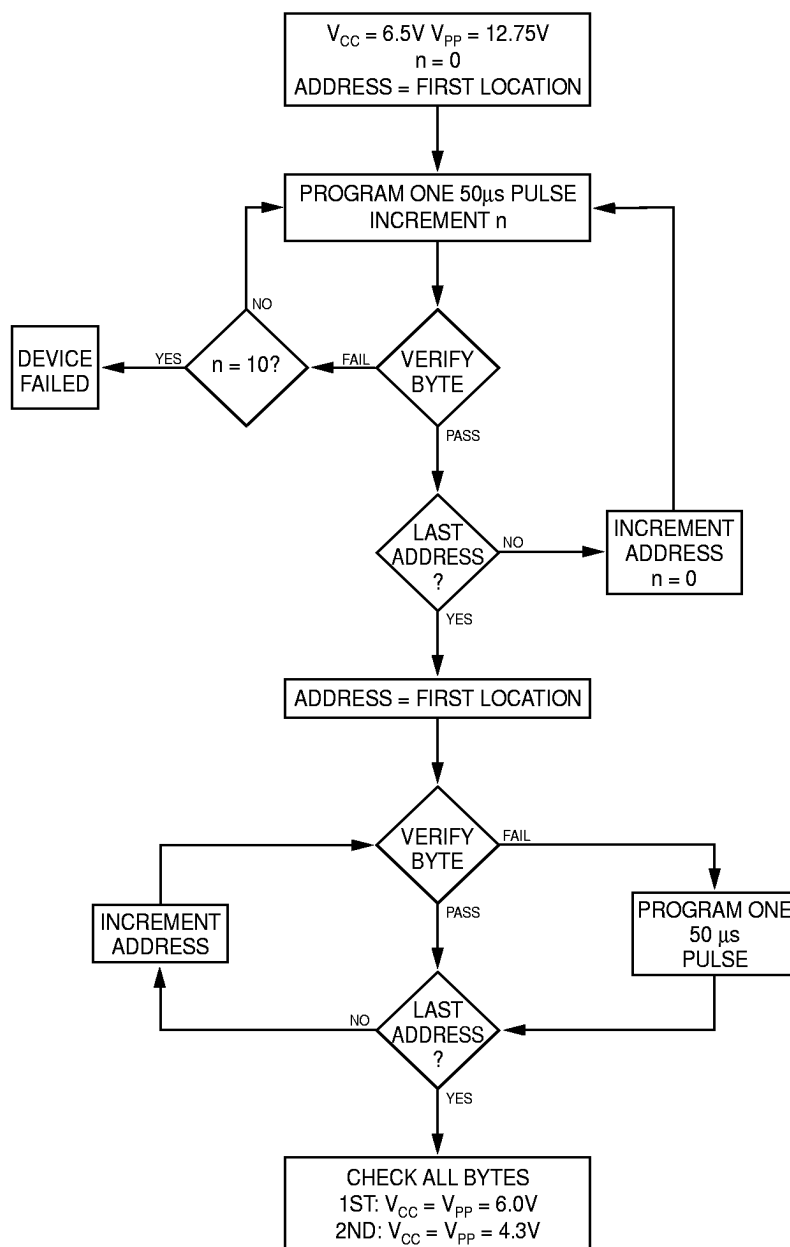 V_CC = 6.5V V_PP = 12.75V
n = 0
ADDRESS = FIRST LOCATION
PROGRAM ONE 50μs PULSE
INCREMENT n
NO
DEVICE
FAILED
YES
n = 10?
FAIL
VERIFY
BYTE
PASS
LAST
ADDRESS
?
NO
INCREMENT
ADDRESS
n = 0
YES
ADDRESS = FIRST LOCATION
VERIFY
BYTE
FAIL
PASS
INCREMENT
ADDRESS
PROGRAM ONE
50 μs
PULSE
NO
LAST
ADDRESS
?
YES
CHECK ALL BYTES
1ST: V_CC = V_PP = 6.0V
2ND: V_CC = V_PP = 4.3V